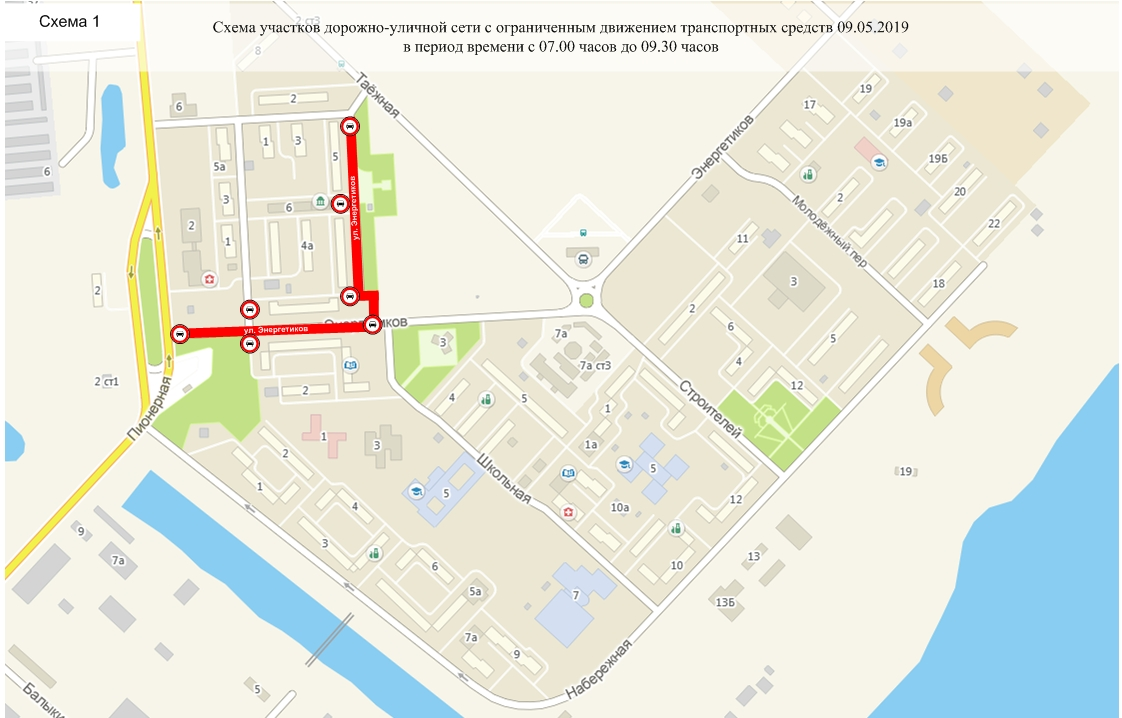 Схема 1
Схема участков дорожно-уличной сети с ограниченным движением транспортных средств 09.05.2019
в период времени с 07.00 часов до 09.30 часов
2 ст3
8
Таёжная
6
2
19
17
19а
Энергетиков
1
3
5
5а
6
19Б
20
2
3
6
ул. Энергетиков
Молодёжный пер
22
2
1
4а
11
3
18
2
ул. Энергетиков
2
6
4
5
3
7а
7а ст3
12
2 ст1
Пионерная
2
4
5
1
Строителей
1
3
1а
5
2
1
Школьная
5
19
4
10а
12
3
9
7а
6
10
13
5а
7
13Б
7а
9
5
Набережная
Балыки